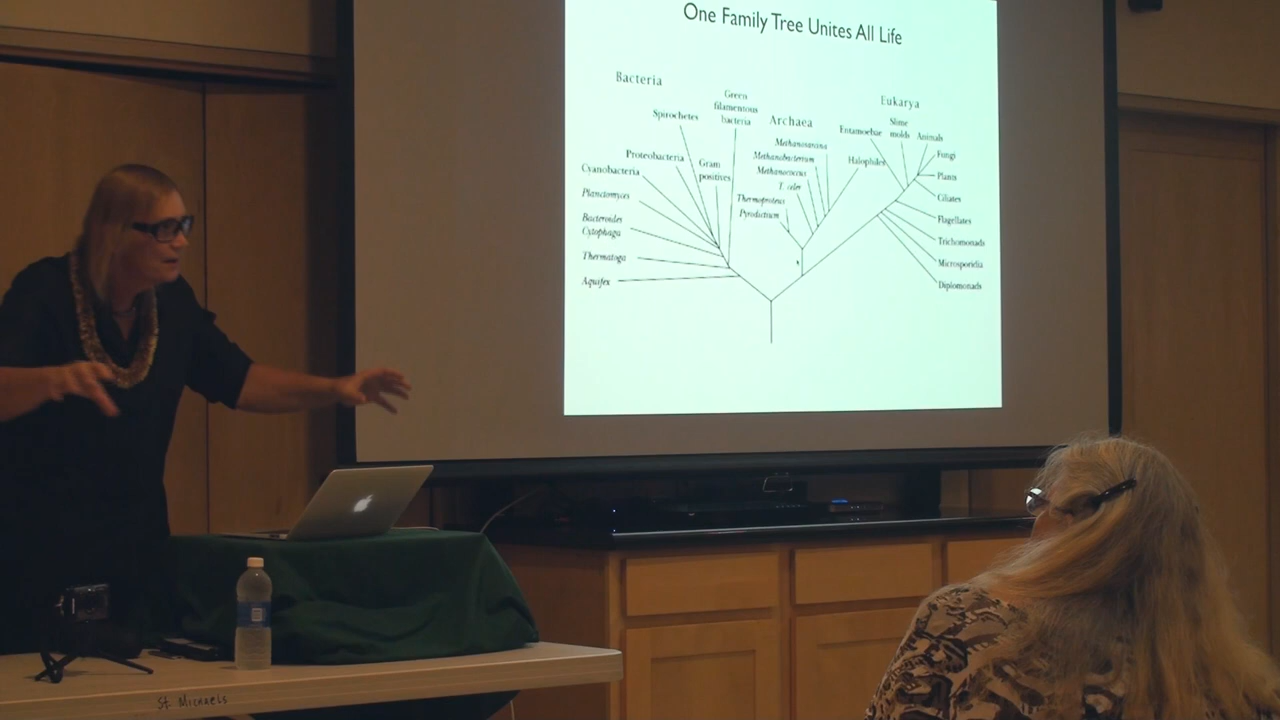 One Family Tree Unites All Life
Bacteria
Green
filamentous
bacteria
Spirochetes
Proteobacteria
Gram
positives
Cyanobacteria
Planctomyces
Bacteroides
Cytophaga
Thermatoga
Aquifex
Archaea
Methanosarcina
Methanobacterium
Methanococcus
T. celer
Thermoproteus
Pyrodictium
Halophiles
Eukarya
Entamoebae
Slime
molds
Animals
Fungi
Plants
Ciliates
Flagellates
Trichomonads
Microsporidia
Diplomonads
St. Michaels